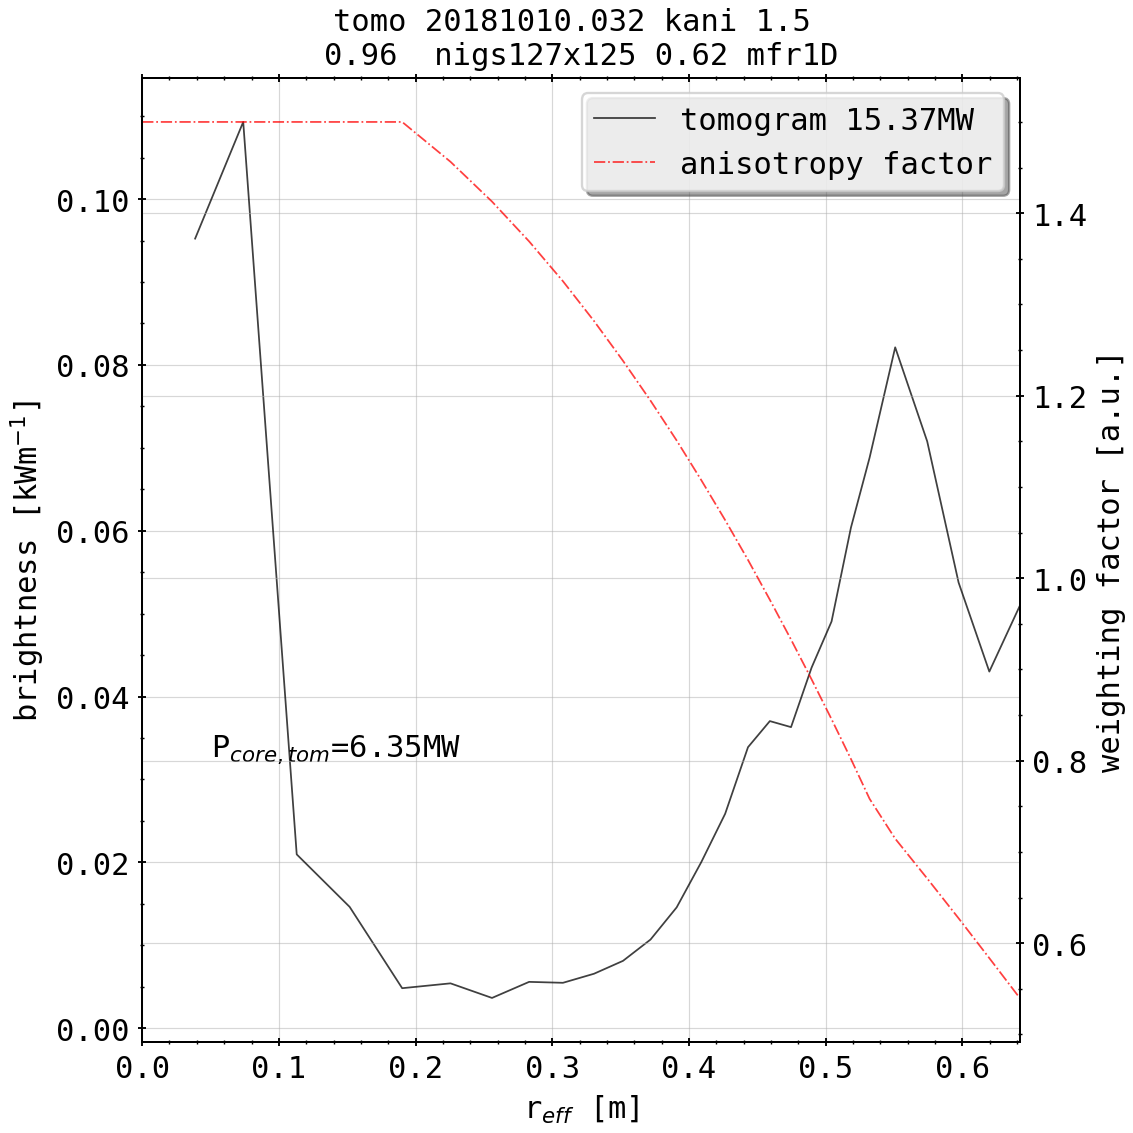 tomo 20181010.032 kani 1.5
0.96  nigs127x125 0.62 mfr1D
tomogram 15.37MW
anisotropy factor
0.10
0.08
0.06
0.04
0.02
0.00
brightness [kWm⁻¹]
P_core,tom=6.35MW
1.4
1.2
1.0
0.8
0.6
weighting factor [a.u.]
0.0 0.1 0.2 0.3 0.4 0.5 0.6
r_eff [m]